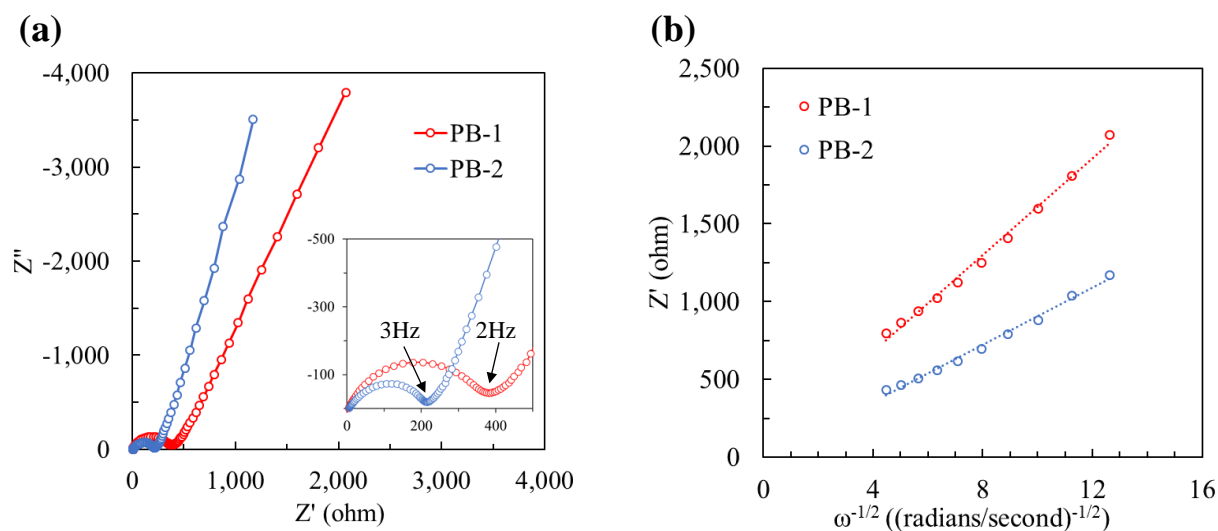 (a)
-4,000
-3,000
-2,000
-1,000
0
Z"
0
1,000
2,000
3,000
4,000
Z' (ohm)
PB-1
PB-2
-500
-300
-100
0
200
400
3Hz
2Hz
(b)
2,500
2,000
1,500
1,000
500
0
Z' (ohm)
PB-1
PB-2
0
4
8
12
16
ω-1/2 ((radians/second)-1/2)